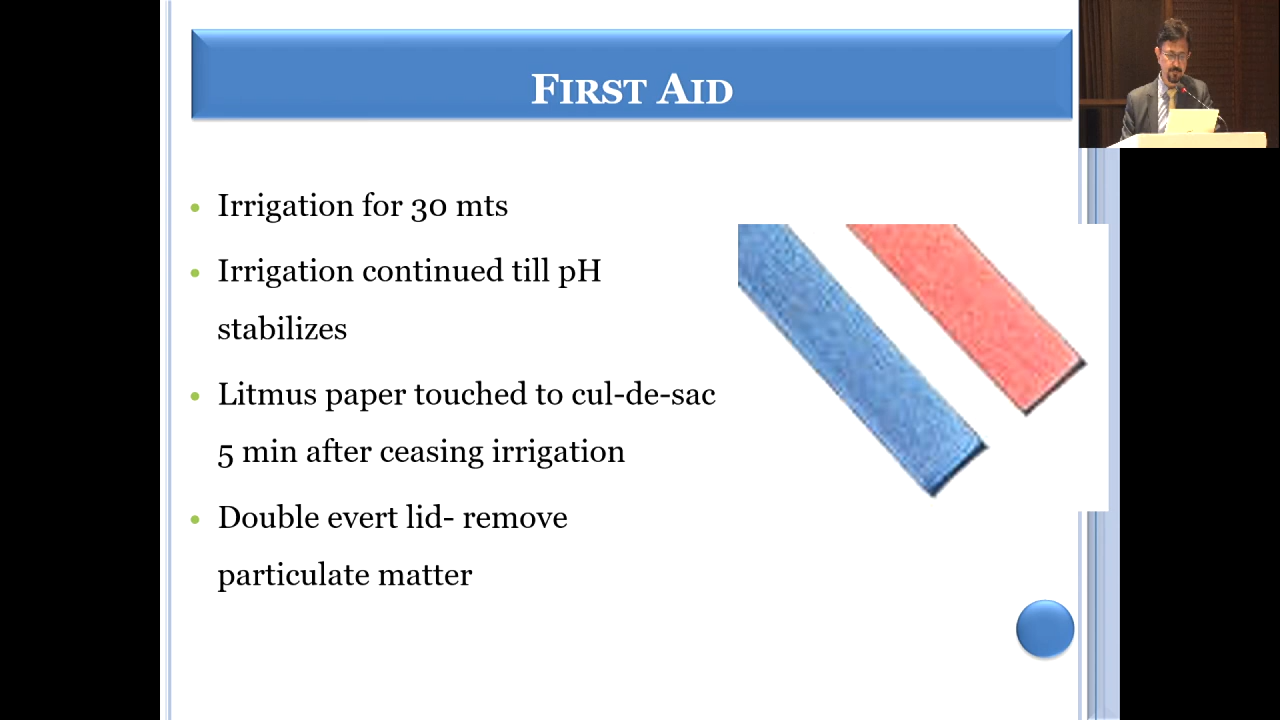 FIRST AID
• Irrigation for 30 mts
• Irrigation continued till pH
stabilizes
• Litmus paper touched to cul-de-sac
5 min after ceasing irrigation
• Double evert lid- remove
particulate matter